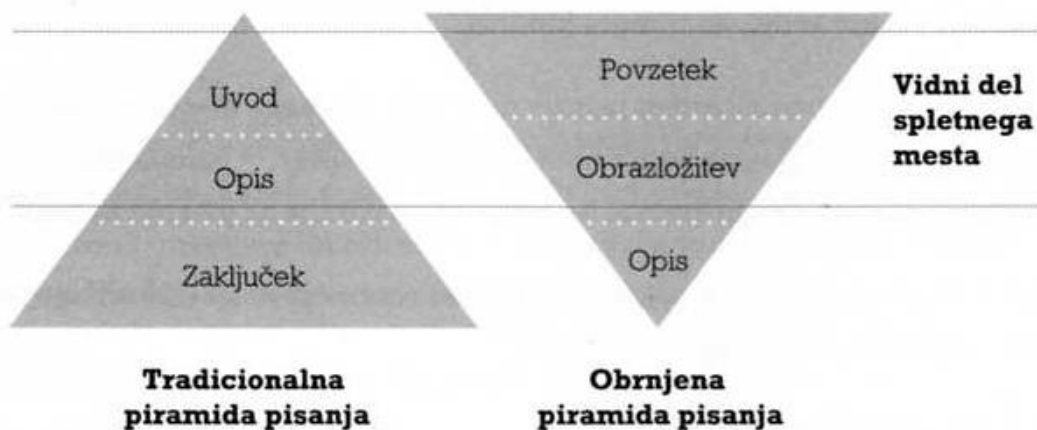 Uvod
Opis
Zaključek
Tradicionalna
piramida pisanja
Povzetek
Obrazložitev
Opis
Obrnjena
piramida pisanja
Vidni del
spletnega
mesta